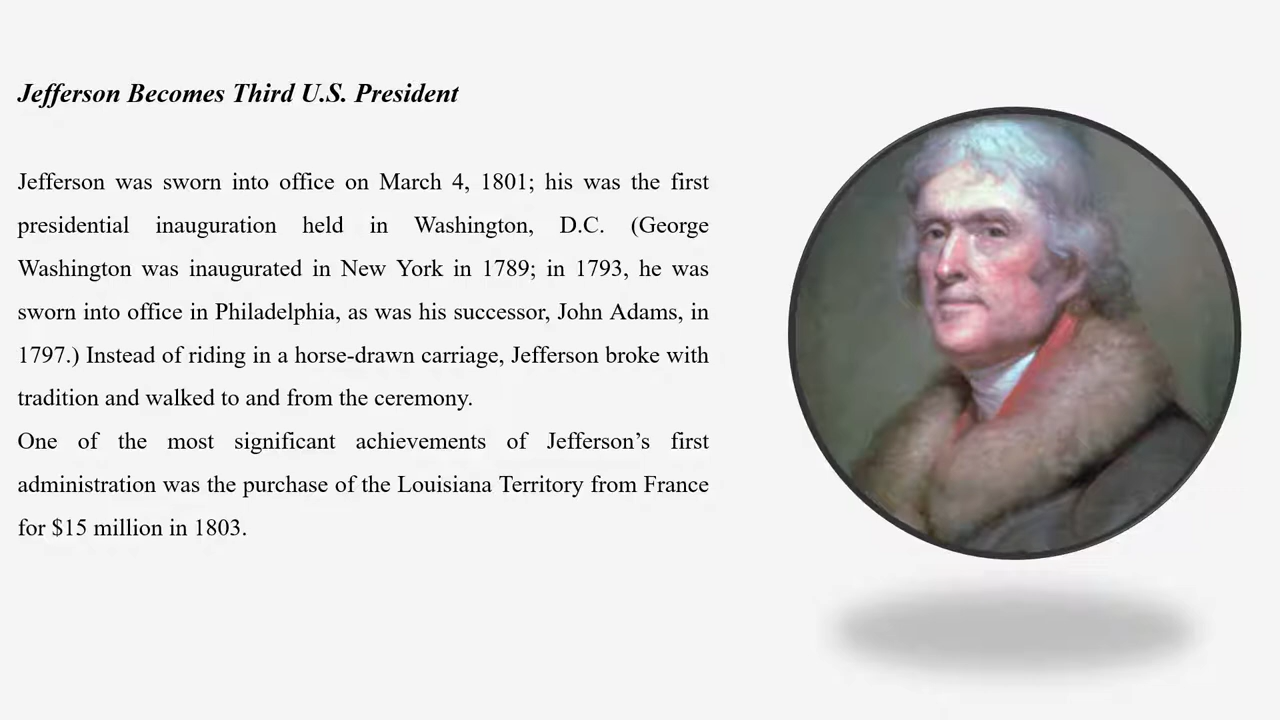 Jefferson Becomes Third U.S. President
Jefferson was sworn into office on March 4, 1801; his was the first
presidential inauguration held in Washington, D.C. (George
Washington was inaugurated in New York in 1789; in 1793, he was
sworn into office in Philadelphia, as was his successor, John Adams, in
1797.) Instead of riding in a horse-drawn carriage, Jefferson broke with
tradition and walked to and from the ceremony.
One of the most significant achievements of Jefferson’s first
administration was the purchase of the Louisiana Territory from France
for $15 million in 1803.